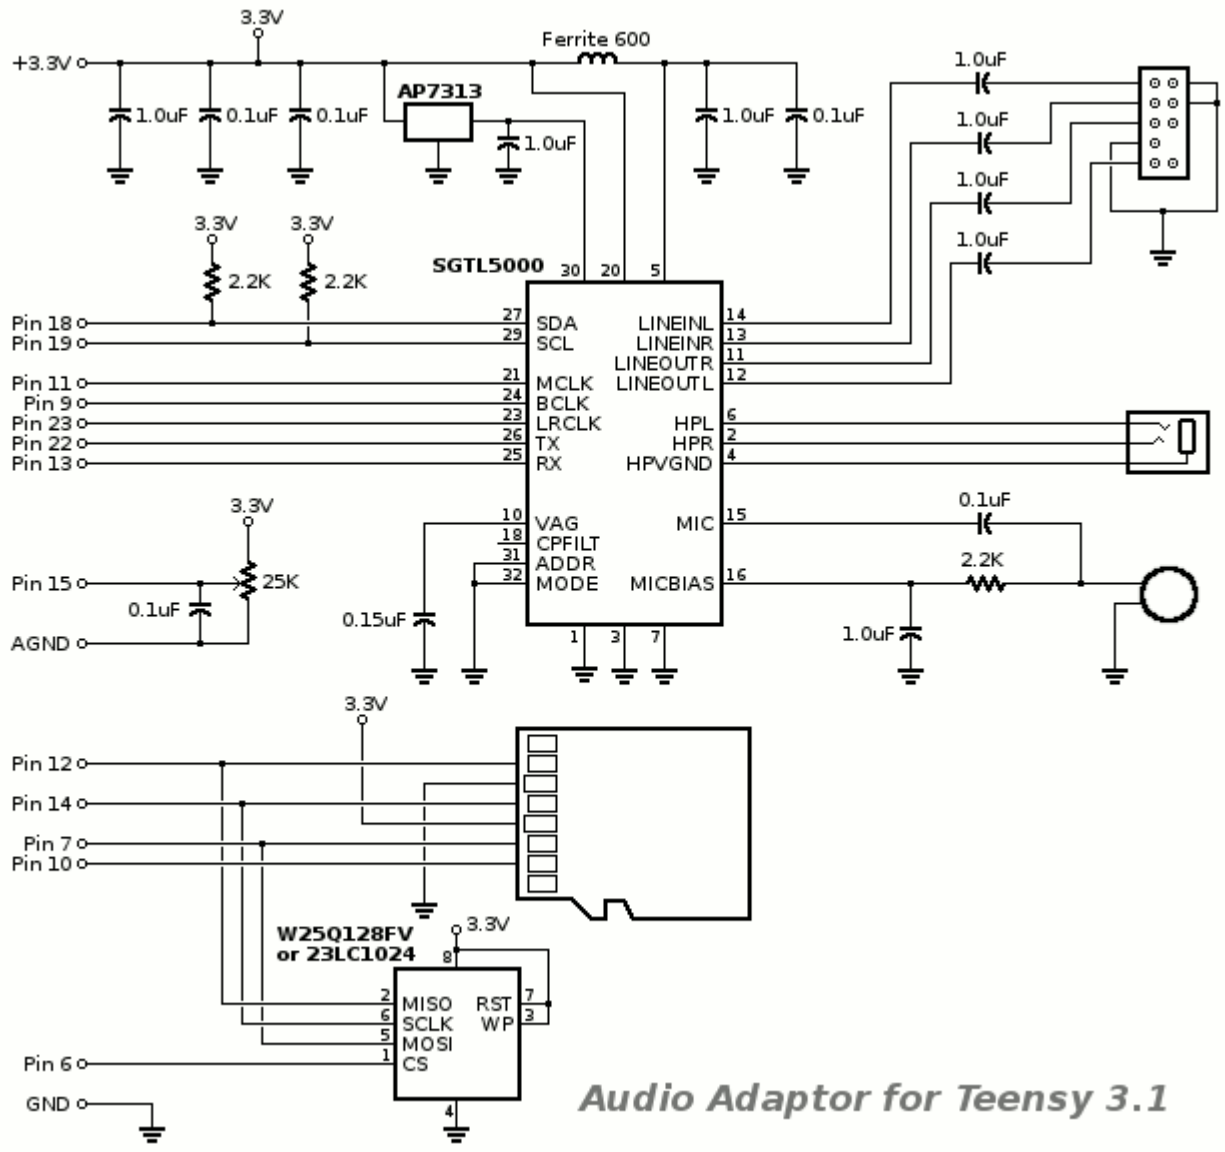 3.3V
Ferrite 600
+3.3V
1.0uF
AP7313
1.0uF 0.1uF 0.1uF
1.0uF
1.0uF 0.1uF
1.0uF
1.0uF
1.0uF
3.3V 3.3V
2.2K 2.2K
SGTL5000
30 20 5
Pin 18 27 SDA LINEINL 14
Pin 19 29 SCL LINEINR 13
LINEOUTR 11
Pin 11 21 MCLK LINEOUTL 12
Pin 9 24 BCLK
Pin 23 23 LRCLK HPL 6
Pin 22 26 TX HPR 2
Pin 13 25 RX HPVGND 4
3.3V
0.1uF
10 VAG MIC 15
18 CPFILT
31 ADDR
2.2K
Pin 15 25K 32 MODE MICBIAS 16
0.1uF
0.15uF
1.0uF
AGND
1 3 7
3.3V
Pin 12
Pin 14
Pin 7
Pin 10
W25Q128FV
or 23LC1024
3.3V
8
2 MISO RST 7
6 SCLK WP 3
5 MOSI
Pin 6 1 CS
GND
4
Audio Adaptor for Teensy 3.1